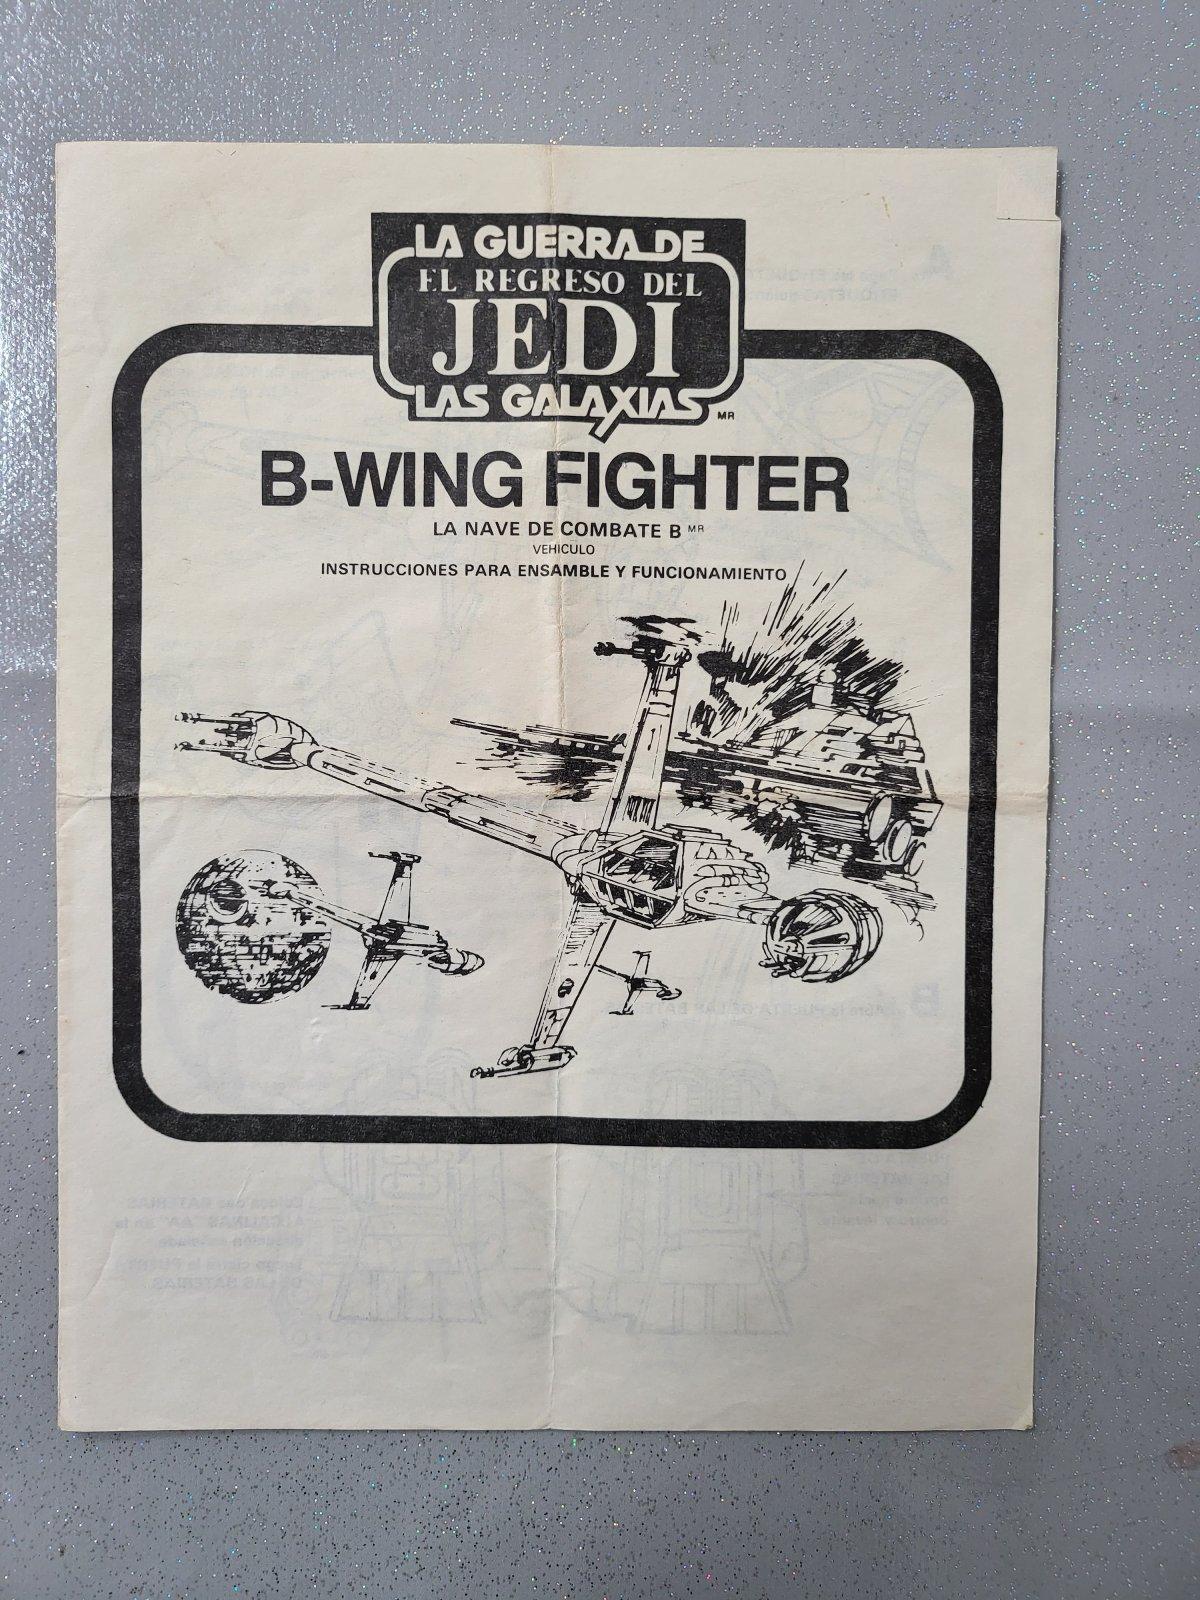 LA GUERRA DE
EL REGRESO DEL
JEDI
LAS GALAXIAS MR
B-WING FIGHTER
LA NAVE DE COMBATE B MR
VEHICULO
INSTRUCCIONES PARA ENSAMBLE Y FUNCIONAMIENTO